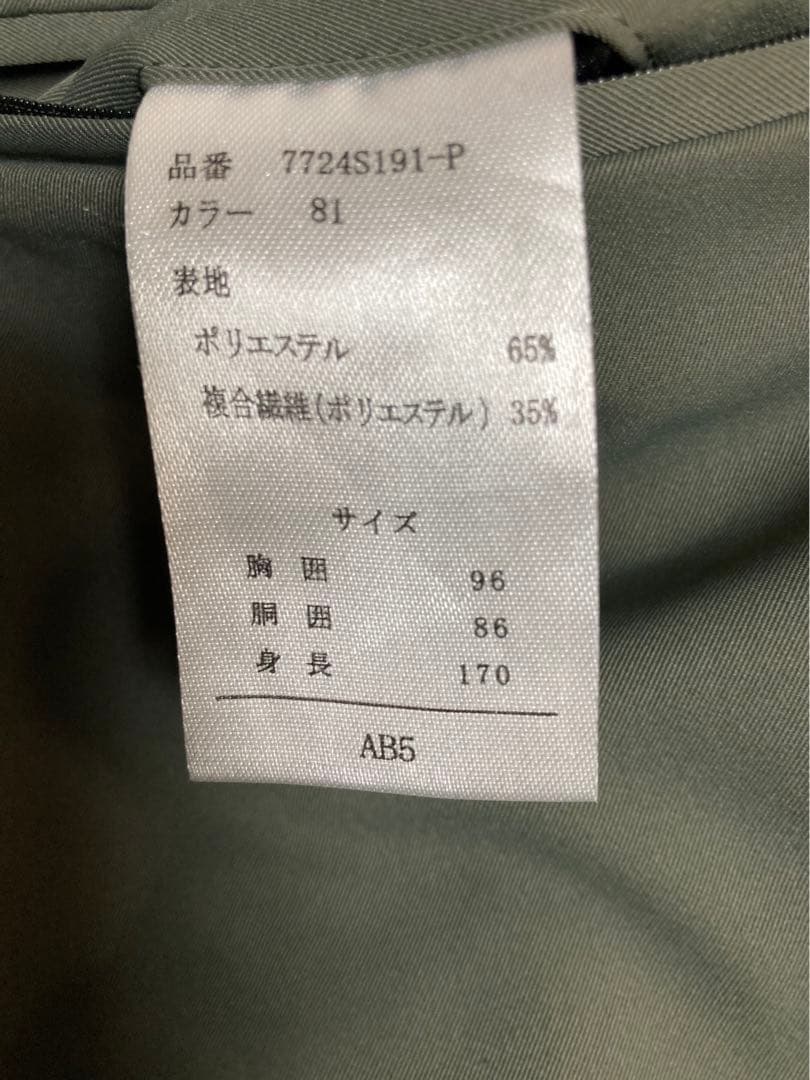 品番 7724S191-P
カラー 81
表地
ポリエステル 65%
複合繊維(ポリエステル) 35%
サイズ
胸 囲 96
胴 囲 86
身 長 170
AB5